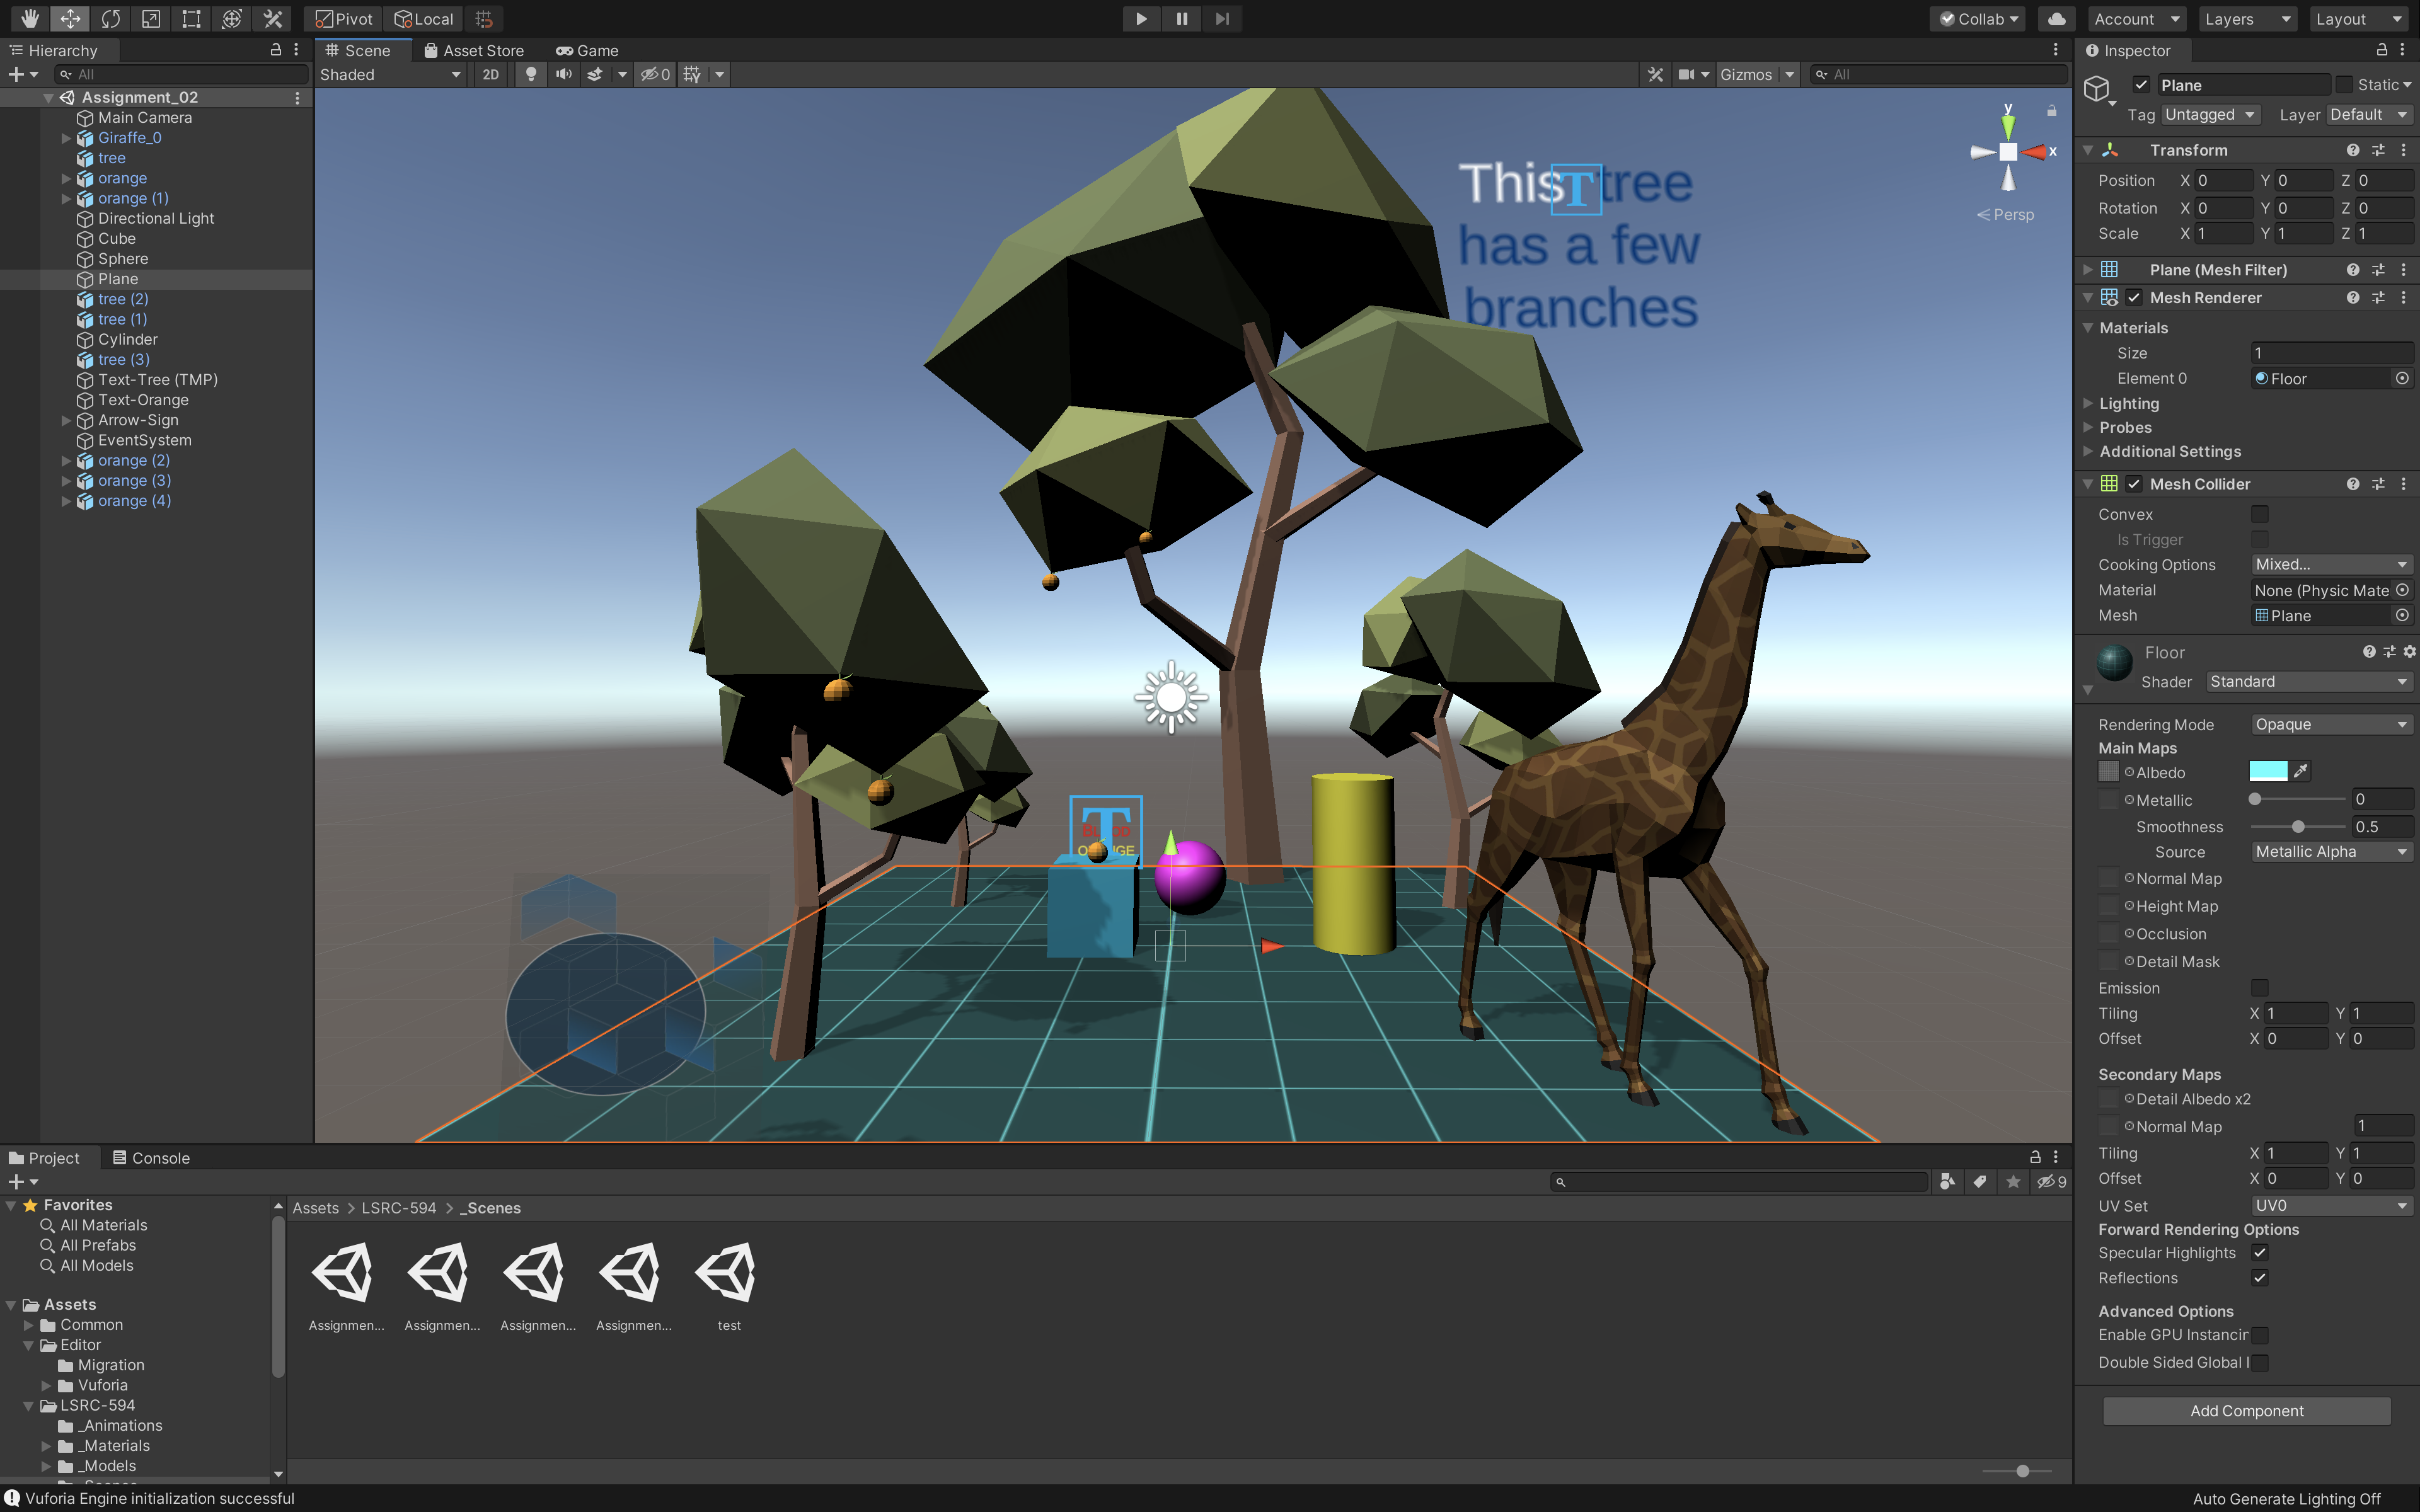 Pivot
Local
Collab
Account
Layers
Layout
Hierarchy
All
Assignment_02
Main Camera
Giraffe_0
tree
orange
orange (1)
Directional Light
Cube
Sphere
Plane
tree (2)
tree (1)
Cylinder
tree (3)
Text-Tree (TMP)
Text-Orange
Arrow-Sign
EventSystem
orange (2)
orange (3)
orange (4)
Scene
Asset Store
Game
Shaded
2D
0
Gizmos
All
This tree
has a few
branches
y
x
Persp
T
T
Inspector
Plane
Static
Tag Untagged Layer Default
Transform
Position X 0 Y 0 Z 0
Rotation X 0 Y 0 Z 0
Scale X 1 Y 1 Z 1
Plane (Mesh Filter)
Mesh Renderer
Materials
Size 1
Element 0 Floor
Lighting
Probes
Additional Settings
Mesh Collider
Convex
Is Trigger
Cooking Options Mixed...
Material None (Physic Mate
Mesh Plane
Floor
Shader Standard
Rendering Mode Opaque
Main Maps
Albedo
Metallic 0
Smoothness 0.5
Source Metallic Alpha
Normal Map
Height Map
Occlusion
Detail Mask
Emission
Tiling X 1 Y 1
Offset X 0 Y 0
Secondary Maps
Detail Albedo x2
Normal Map 1
Tiling X 1 Y 1
Offset X 0 Y 0
UV Set UV0
Forward Rendering Options
Specular Highlights
Reflections
Advanced Options
Enable GPU Instancin
Double Sided Global I
Add Component
Project
Console
9
Favorites
All Materials
All Prefabs
All Models
Assets
Common
Editor
Migration
Vuforia
LSRC-594
_Animations
_Materials
_Models
Assets > LSRC-594 > _Scenes
Assignmen...
Assignmen...
Assignmen...
Assignmen...
test
Vuforia Engine initialization successful
Auto Generate Lighting Off